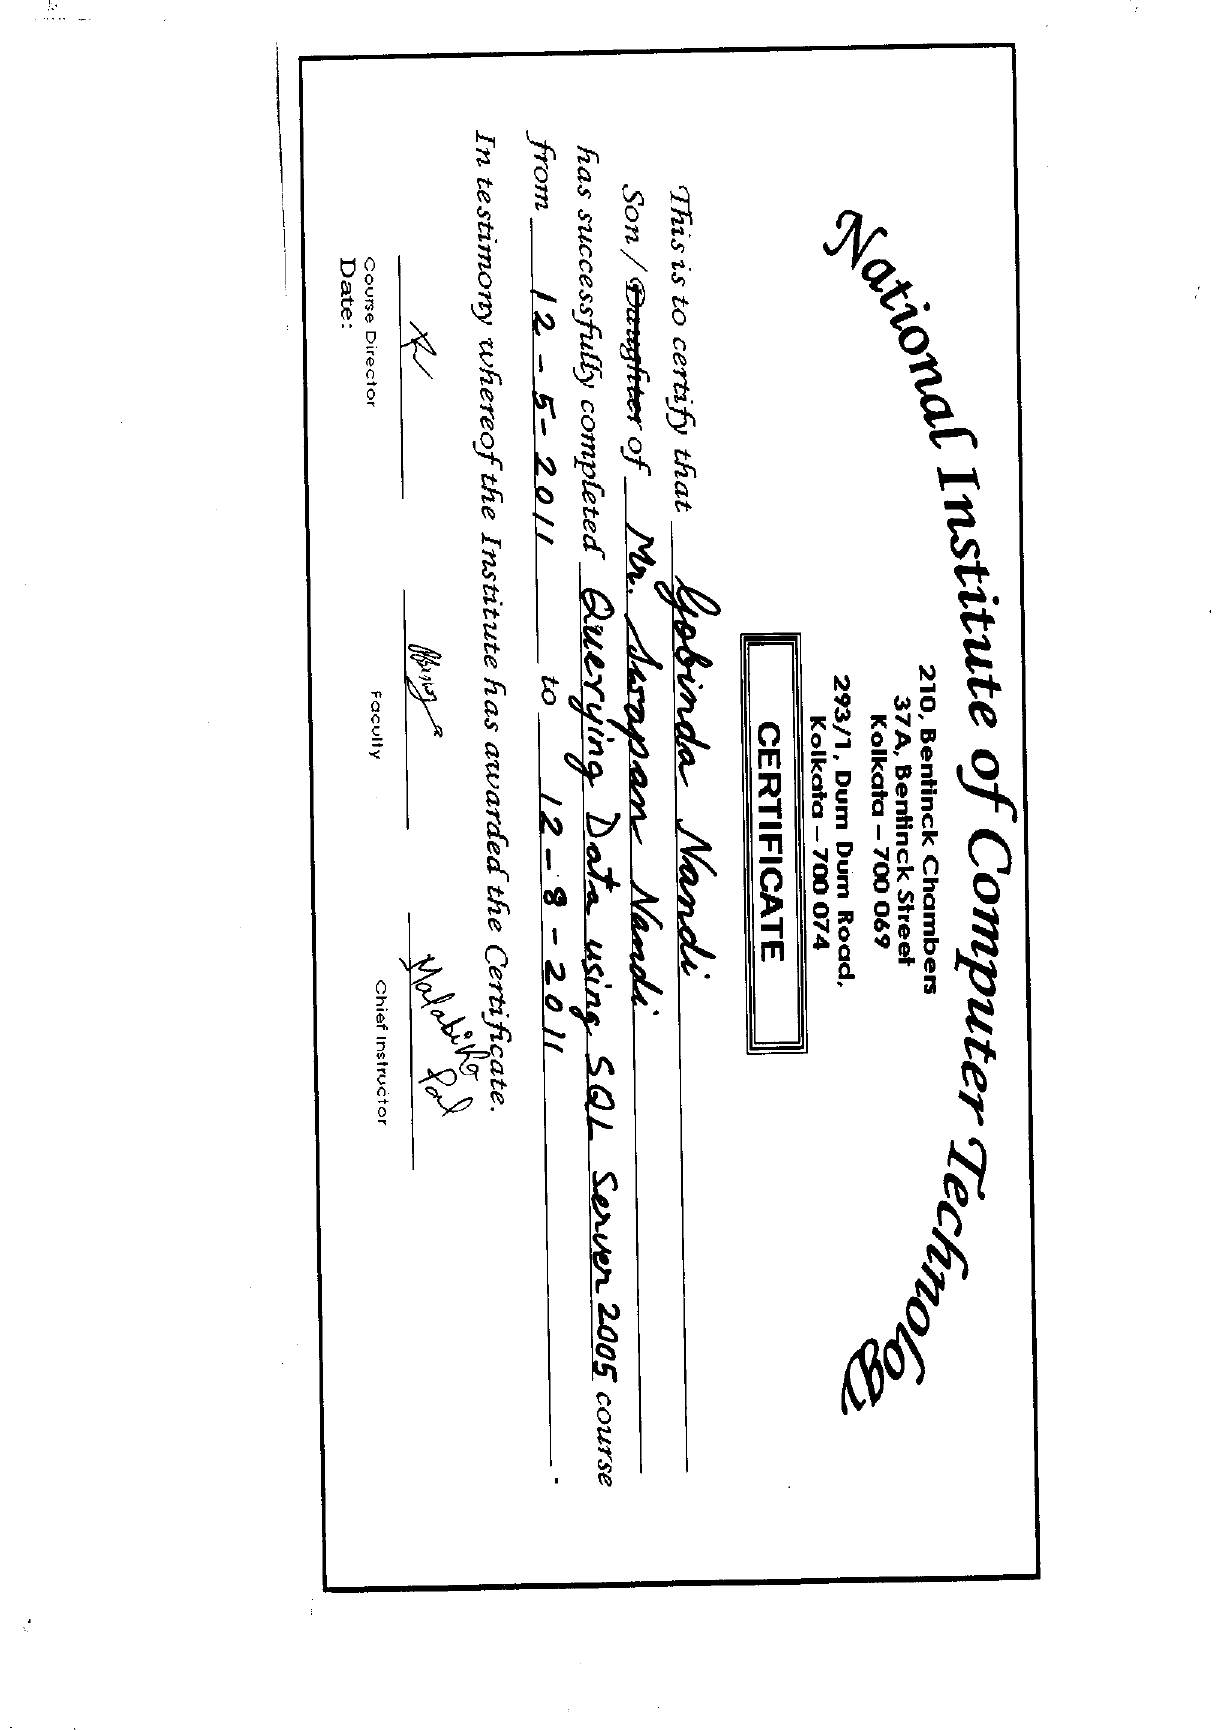 National Institute of Computer Technology
210, Bentinck Chambers
37A, Bentinck Street
Kolkata – 700 069
293/1, Dum Dum Road,
Kolkata – 700 074
CERTIFICATE
This is to certify that Gobinda Nandi
Son / Daughter of Mr. Swapan Nandi
has successfully completed Querying Data using SQL Server 2005 course
from 12-5-2011 to 12-8-2011.
In testimony whereof the Institute has awarded the Certificate.
Malabika Pal
Course Director Faculty Chief Instructor
Date: